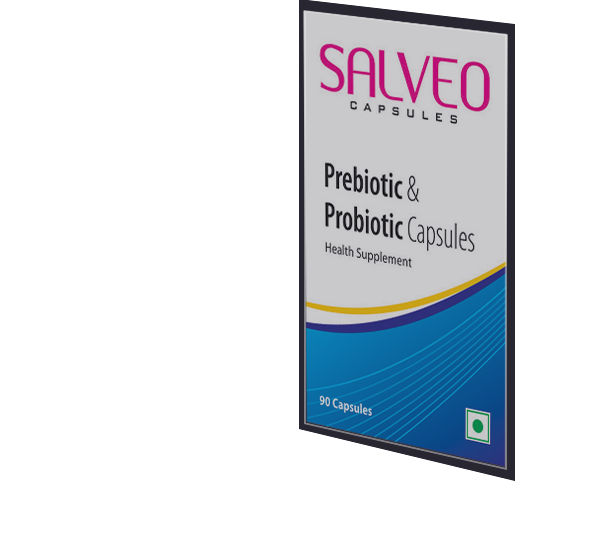 SALVEO
CAPSULES
Prebiotic &
Probiotic Capsules
Health Supplement
90 Capsules